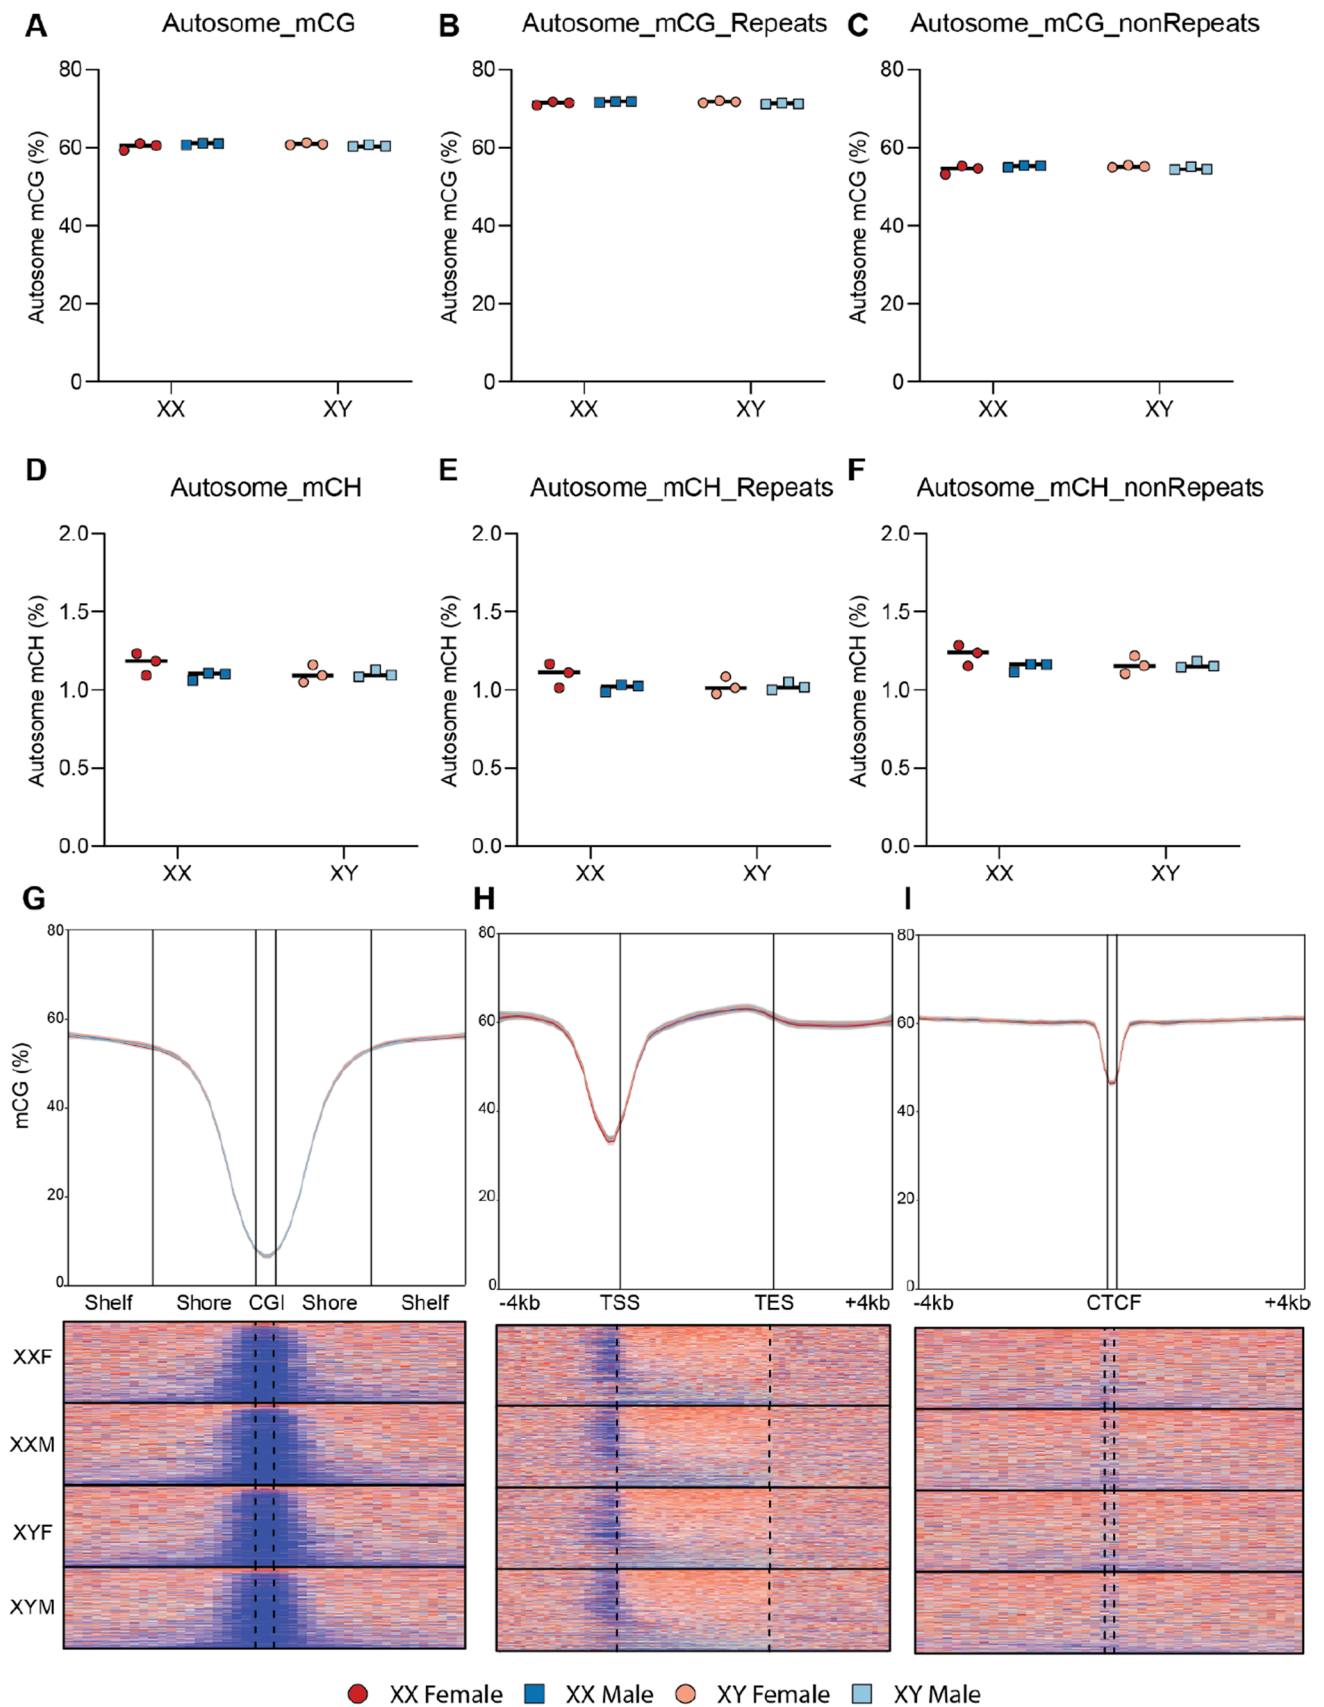 A Autosome_mCG
B Autosome_mCG_Repeats
C Autosome_mCG_nonRepeats
Autosome mCG (%)
80
60
40
20
0
XX XY
Autosome mCG (%)
80
60
40
20
0
XX XY
Autosome mCG (%)
80
60
40
20
0
XX XY
D Autosome_mCH
E Autosome_mCH_Repeats
F Autosome_mCH_nonRepeats
Autosome mCH (%)
2.0
1.5
1.0
0.5
0.0
XX XY
Autosome mCH (%)
2.0
1.5
1.0
0.5
0.0
XX XY
Autosome mCH (%)
2.0
1.5
1.0
0.5
0.0
XX XY
G
mCG (%)
80
60
40
20
0
Shelf Shore CGI Shore Shelf
H
80
60
40
20
0
-4kb TSS TES +4kb
I
80
60
40
20
0
-4kb CTCF +4kb
XXF
XXM
XYF
XYM
XX Female XX Male XY Female XY Male